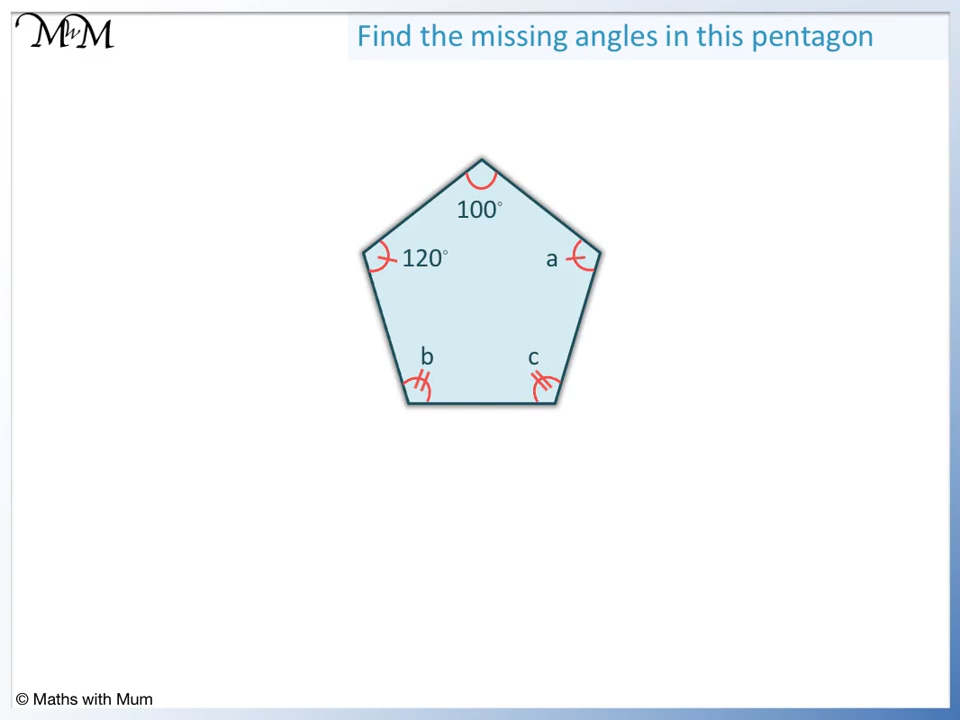 MWM
Find the missing angles in this pentagon
100°
120°
a
b
c
© Maths with Mum